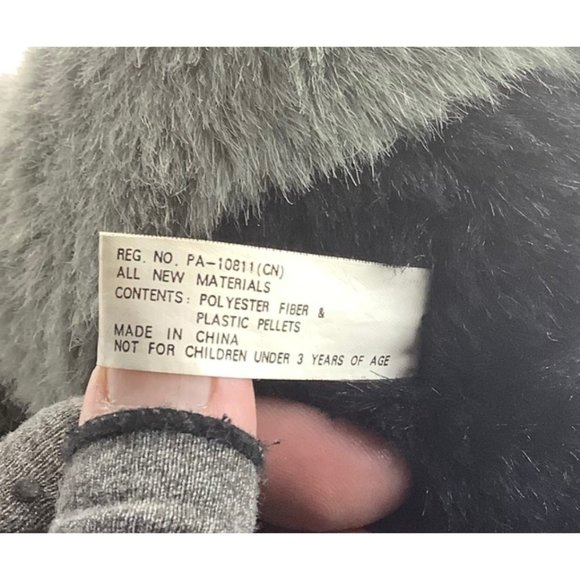 REG. NO. PA-10811(CN)
ALL NEW MATERIALS
CONTENTS: POLYESTER FIBER &
PLASTIC PELLETS
MADE IN CHINA
NOT FOR CHILDREN UNDER 3 YEARS OF AGE